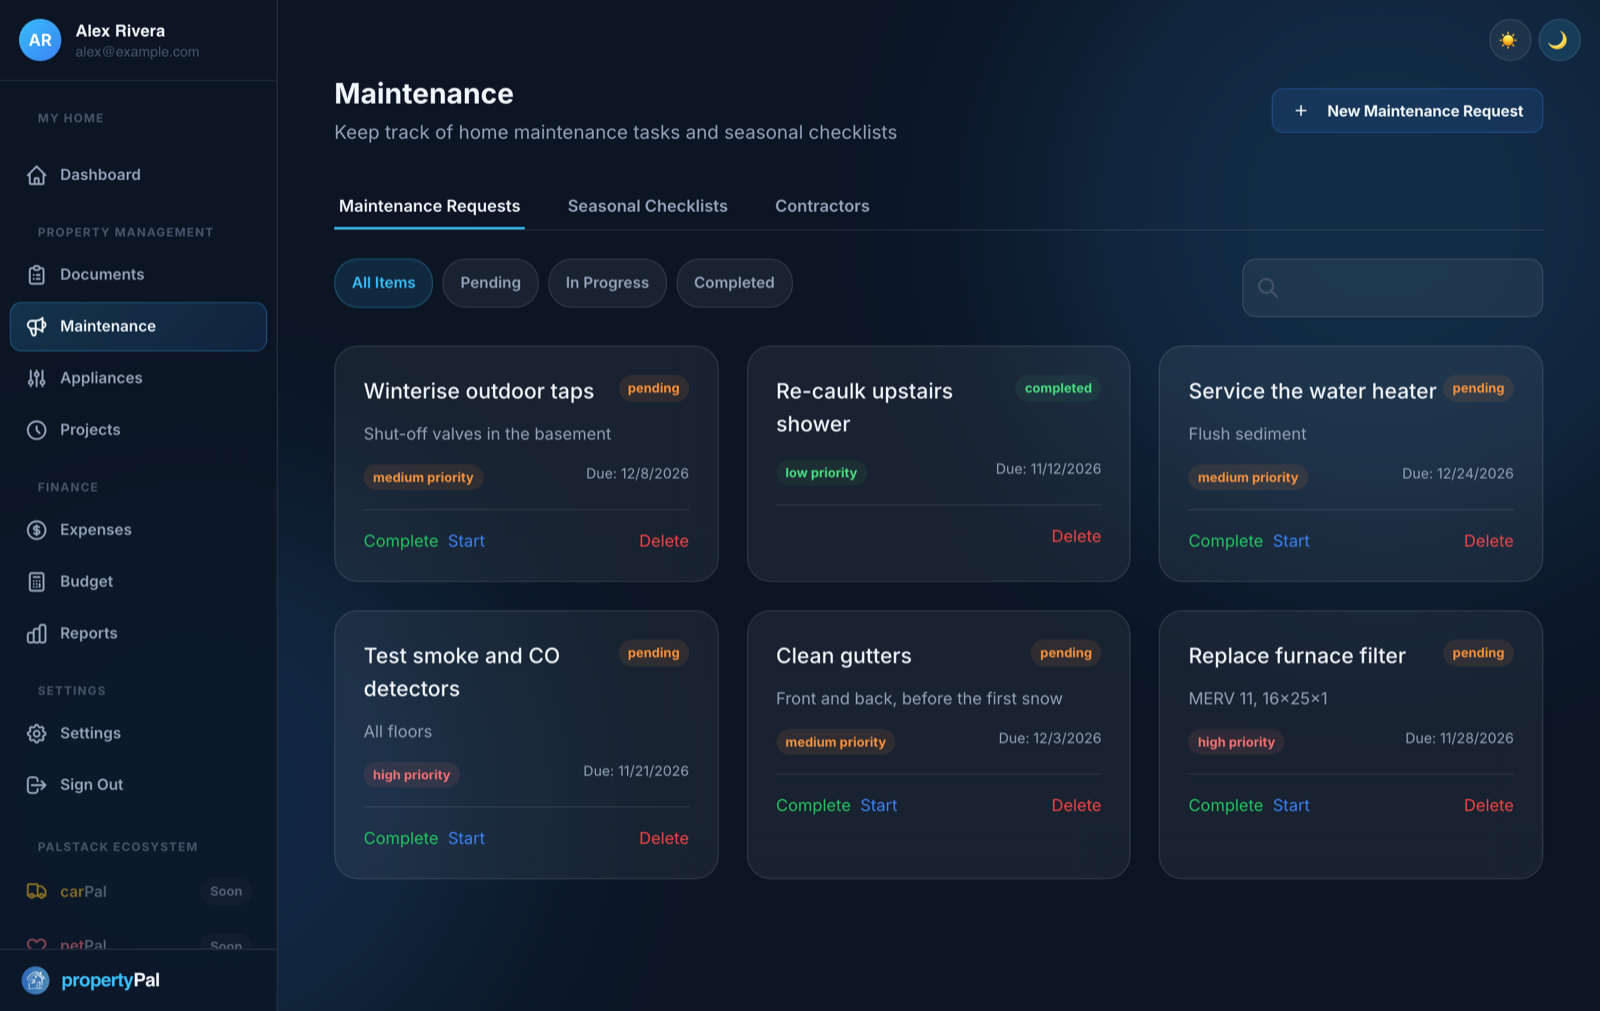 AR
Alex Rivera
alex@example.com
MY HOME
Dashboard
PROPERTY MANAGEMENT
Documents
Maintenance
Appliances
Projects
FINANCE
Expenses
Budget
Reports
SETTINGS
Settings
Sign Out
PALSTACK ECOSYSTEM
carPal Soon
petPal Soon
propertyPal
Maintenance
Keep track of home maintenance tasks and seasonal checklists
+ New Maintenance Request
Maintenance Requests Seasonal Checklists Contractors
All Items Pending In Progress Completed
Winterise outdoor taps pending
Shut-off valves in the basement
medium priority Due: 12/8/2026
Complete Start Delete
Re-caulk upstairs
shower
completed
low priority Due: 11/12/2026
Delete
Service the water heater pending
Flush sediment
medium priority Due: 12/24/2026
Complete Start Delete
Test smoke and CO
detectors
pending
All floors
high priority Due: 11/21/2026
Complete Start Delete
Clean gutters pending
Front and back, before the first snow
medium priority Due: 12/3/2026
Complete Start Delete
Replace furnace filter pending
MERV 11, 16×25×1
high priority Due: 11/28/2026
Complete Start Delete